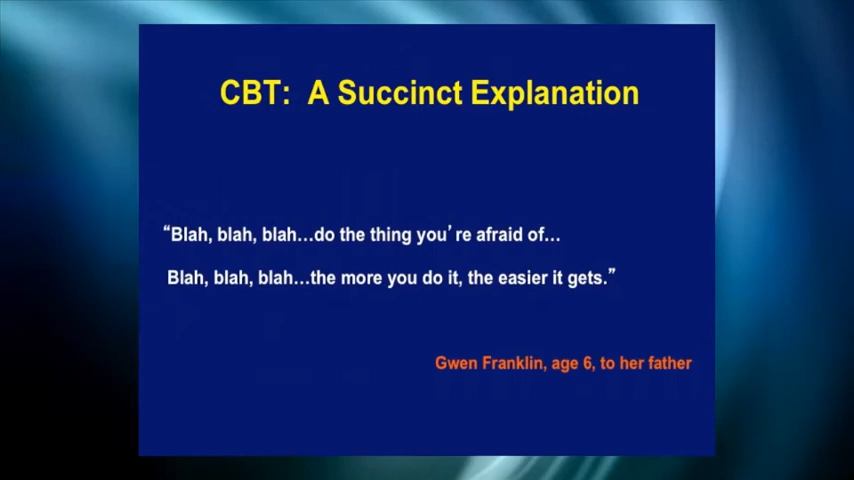 CBT: A Succinct Explanation
“Blah, blah, blah…do the thing you’re afraid of…
Blah, blah, blah…the more you do it, the easier it gets.”
Gwen Franklin, age 6, to her father